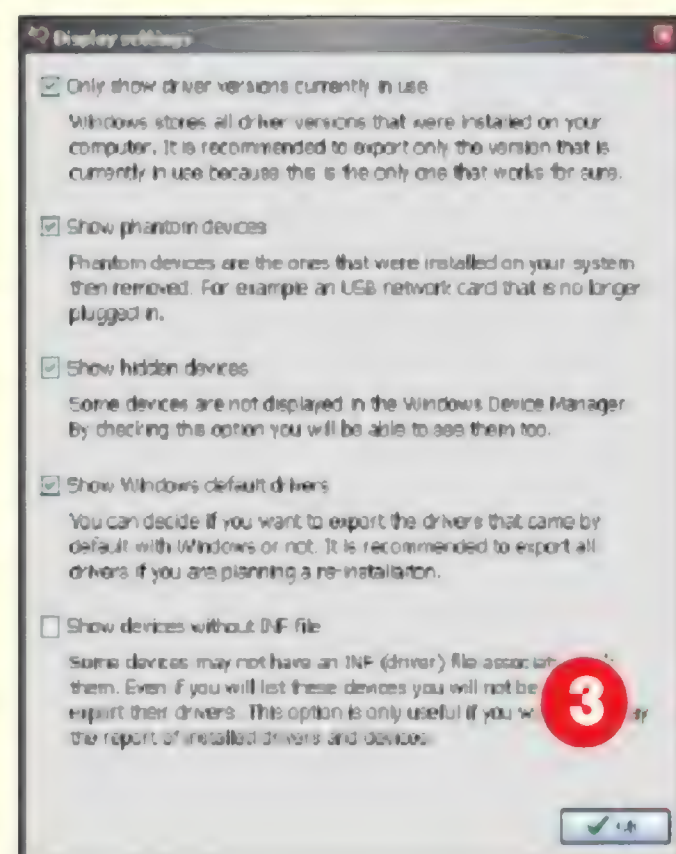 Display settings
Only show driver versions currently in use
Windows stores all driver versions that were installed on your
computer. It is recommended to export only the version that is
currently in use because this is the only one that works for sure.
Show phantom devices
Phantom devices are the ones that were installed on your system
then removed. For example an USB network card that is no longer
plugged in.
Show hidden devices
Some devices are not displayed in the Windows Device Manager
By checking this option you will be able to see them too.
Show Windows default drivers
You can decide if you want to export the drivers that came by
default with Windows or not. It is recommended to export all
drivers if you are planning a re-installaiton.
Show devices without INF file
Some devices may not have an INF (driver) file
them. Even if you will list these devices you will not be
export their drivers. This option is only useful if you
the report of installed drivers and devices.
3